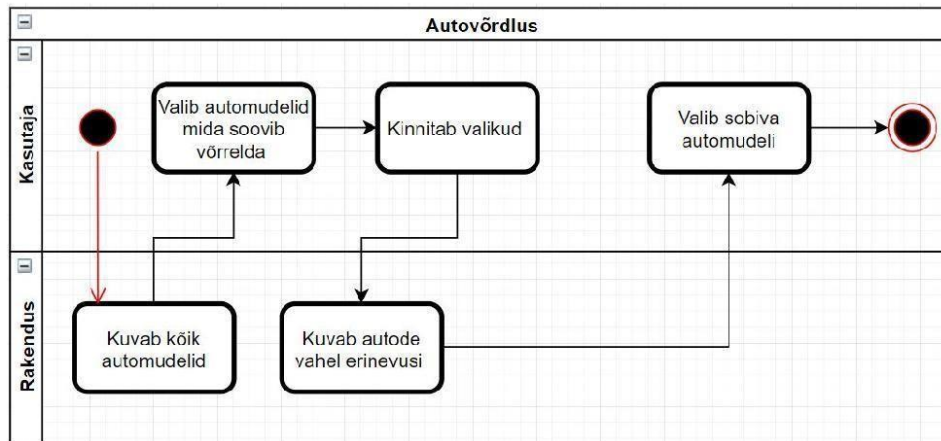 Autovõrdlus
Kasutaja
Valib automudelid
mida soovib
võrrelda
Kinnitab valikud
Valib sobiva
automudeli
Rakendus
Kuvab kõik
automudelid
Kuvab autode
vahel erinevusi